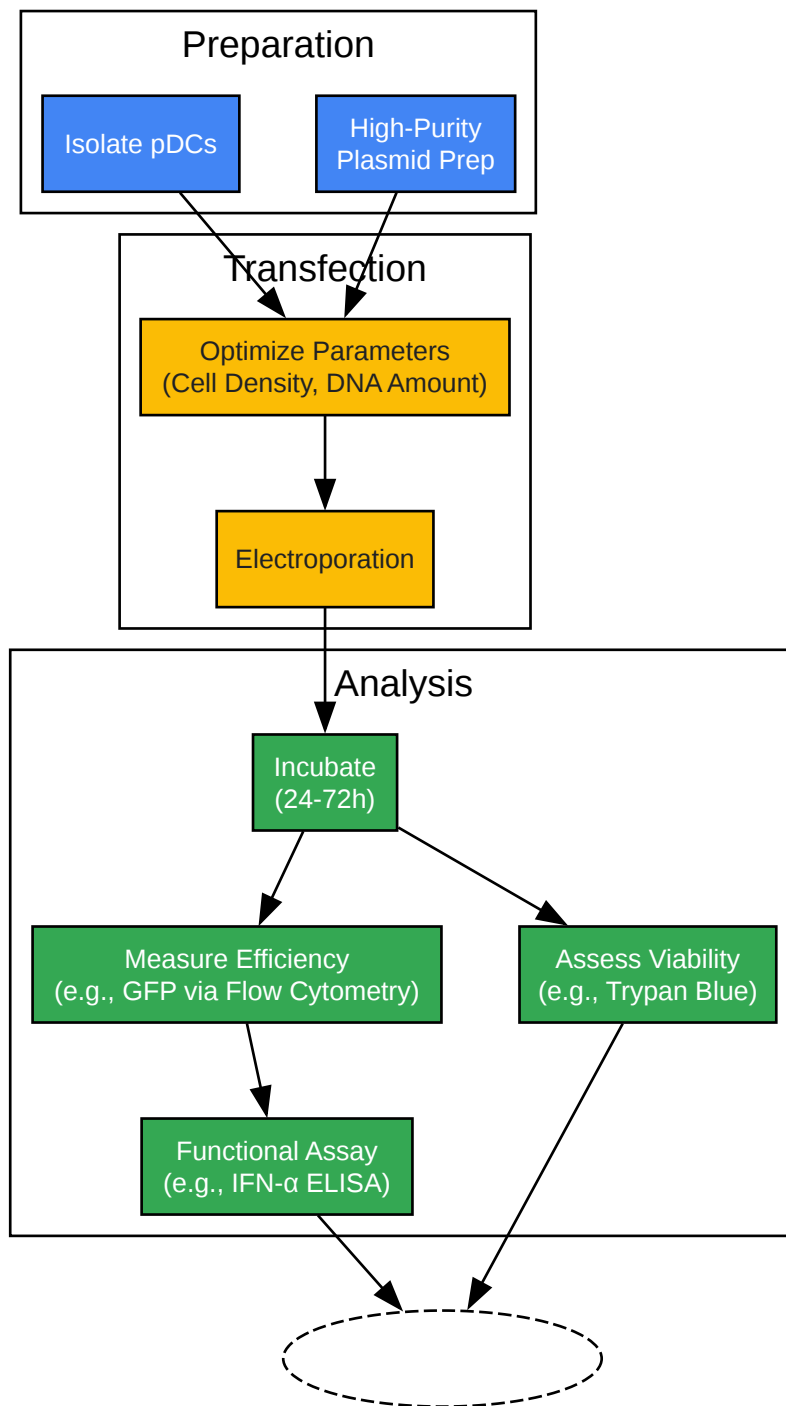 Preparation
Isolate pDCs
High-Purity
Plasmid Prep
Transfection
Optimize Parameters
(Cell Density, DNA Amount)
Electroporation
Analysis
Incubate
(24-72h)
Measure Efficiency
(e.g., GFP via Flow Cytometry)
Assess Viability
(e.g., Trypan Blue)
Functional Assay
(e.g., IFN-α ELISA)